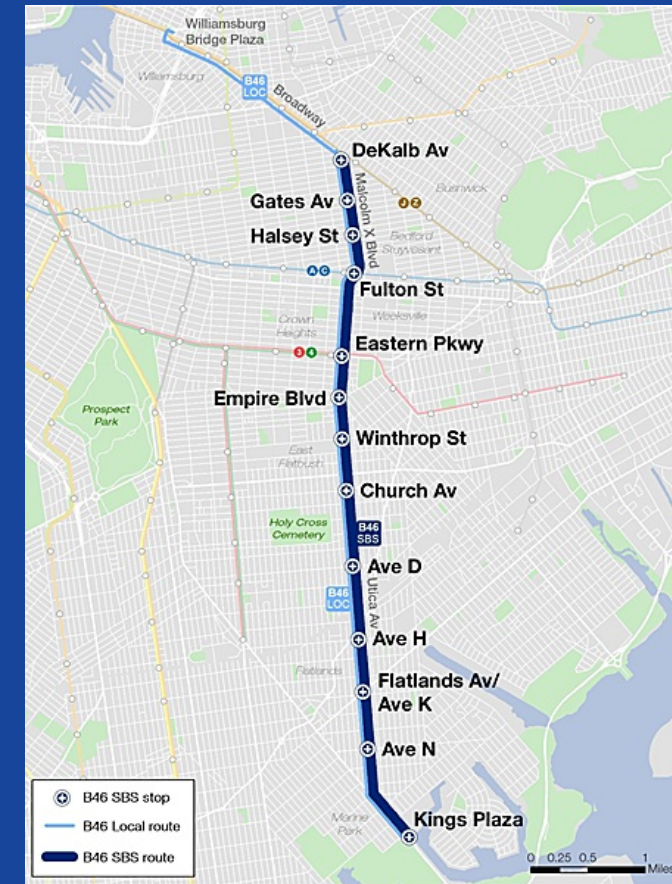 Williamsburg
Bridge Plaza
Williamsburg
B46
LOC
Broadway
DeKalb Av
Malcolm X Blvd
Bushwick
Gates Av
J Z
Halsey St
Bedford
Stuyvesant
A C
Fulton St
Crown
Heights
Weeksville
Eastern Pkwy
3 4
Empire Blvd
Prospect
Park
Winthrop St
East
Flatbush
Church Av
Holy Cross
Cemetery
B46
SBS
Ave D
B46
LOC
Utica Av
Ave H
Flatlands
Flatlands Av/
Ave K
Ave N
B46 SBS stop
B46 Local route
B46 SBS route
Marine
Park
Kings Plaza
0 0.25 0.5 1
Miles